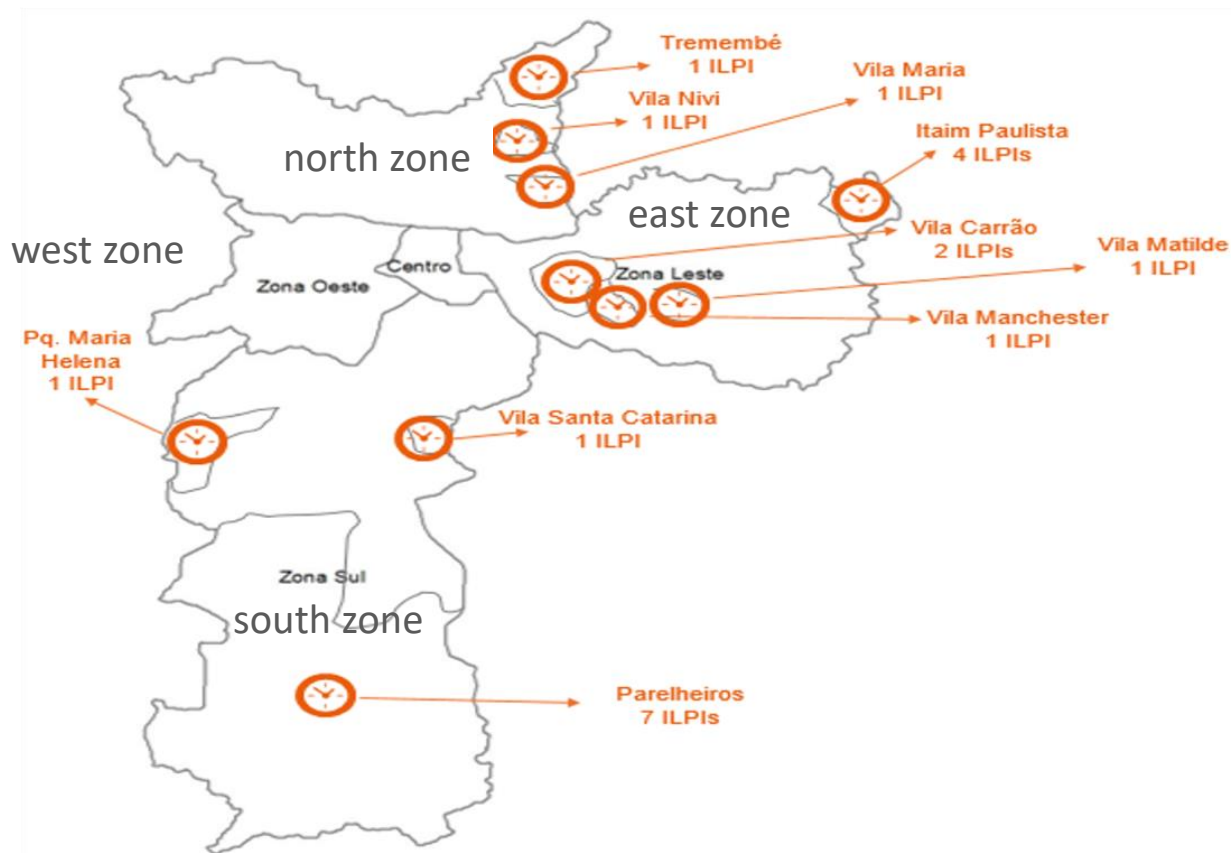 Tremembé
1 ILPI
Vila Maria
1 ILPI
Vila Nivi
1 ILPI
Itaim Paulista
4 ILPIs
north zone
east zone
west zone
Vila Carrão
2 ILPIs
Vila Matilde
1 ILPI
Centro
Zona Leste
Zona Oeste
Vila Manchester
1 ILPI
Pq. Maria
Helena
1 ILPI
Vila Santa Catarina
1 ILPI
Zona Sul
south zone
Parelheiros
7 ILPIs